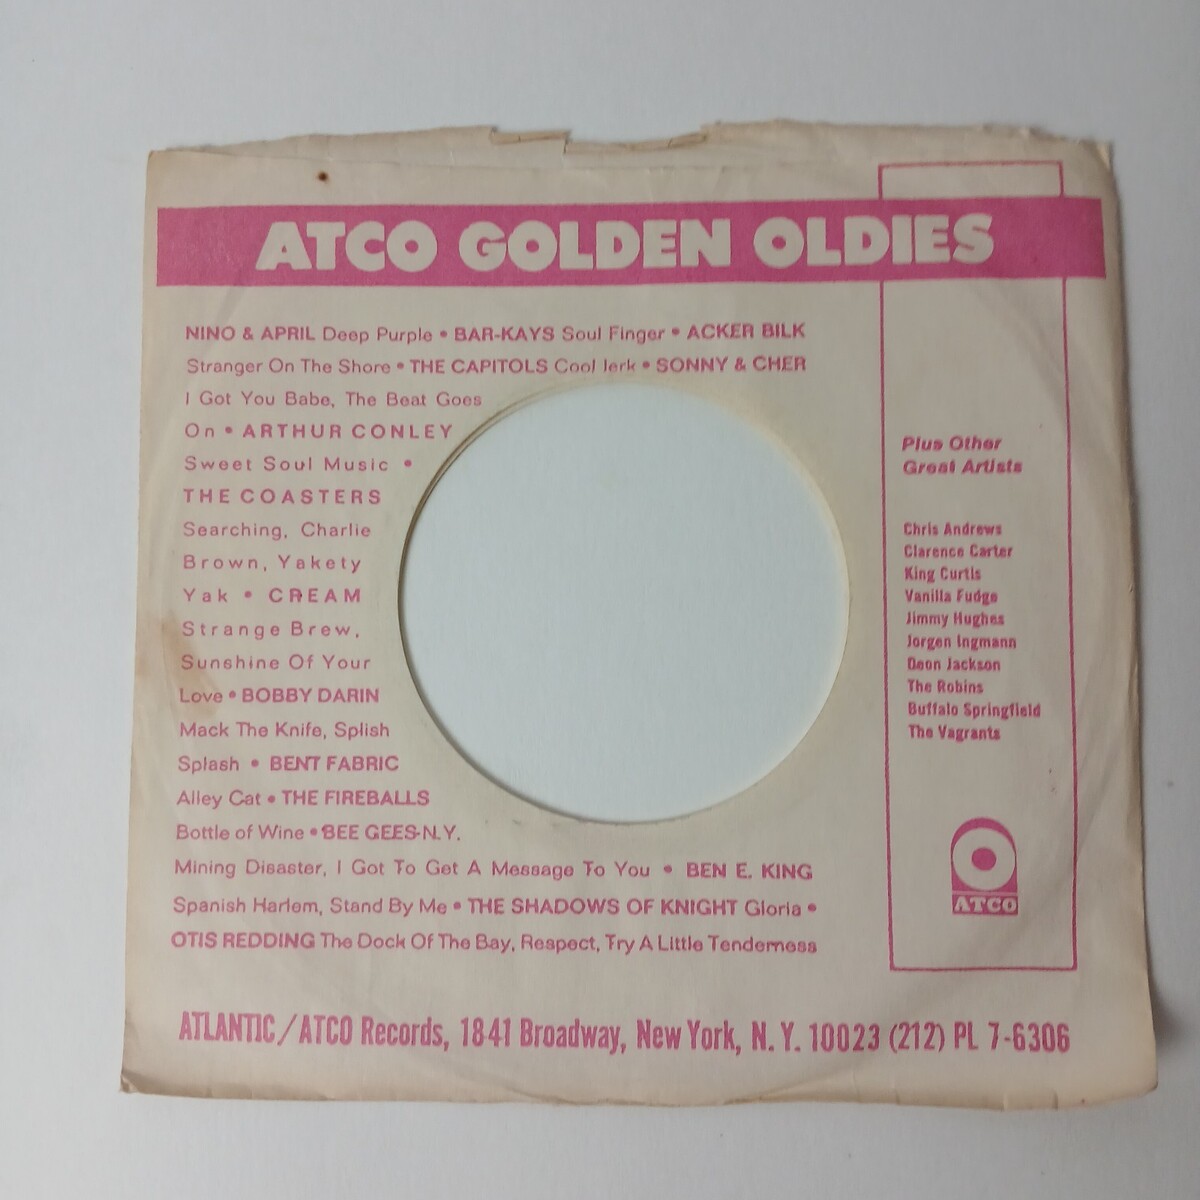 ATCO GOLDEN OLDIES
NINO & APRIL Deep Purple • BAR-KAYS Soul Finger • ACKER BILK
Stranger On The Shore • THE CAPITOLS Cool Jerk • SONNY & CHER
I Got You Babe, The Beat Goes
On • ARTHUR CONLEY
Sweet Soul Music •
THE COASTERS
Searching, Charlie
Brown, Yakety
Yak • CREAM
Strange Brew,
Sunshine Of Your
Love • BOBBY DARIN
Mack The Knife, Splish
Splash • BENT FABRIC
Alley Cat • THE FIREBALLS
Bottle of Wine • BEE GEES-N.Y.
Mining Disaster, I Got To Get A Message To You • BEN E. KING
Spanish Harlem, Stand By Me • THE SHADOWS OF KNIGHT Gloria •
OTIS REDDING The Dock Of The Bay, Respect, Try A Little Tenderness
Plus Other
Great Artists
Chris Andrews
Clarence Carter
King Curtis
Vanilla Fudge
Jimmy Hughes
Jorgen Ingmann
Deon Jackson
The Robins
Buffalo Springfield
The Vagrants
ATCO
ATLANTIC/ATCO Records, 1841 Broadway, New York, N.Y. 10023 (212) PL 7-6306